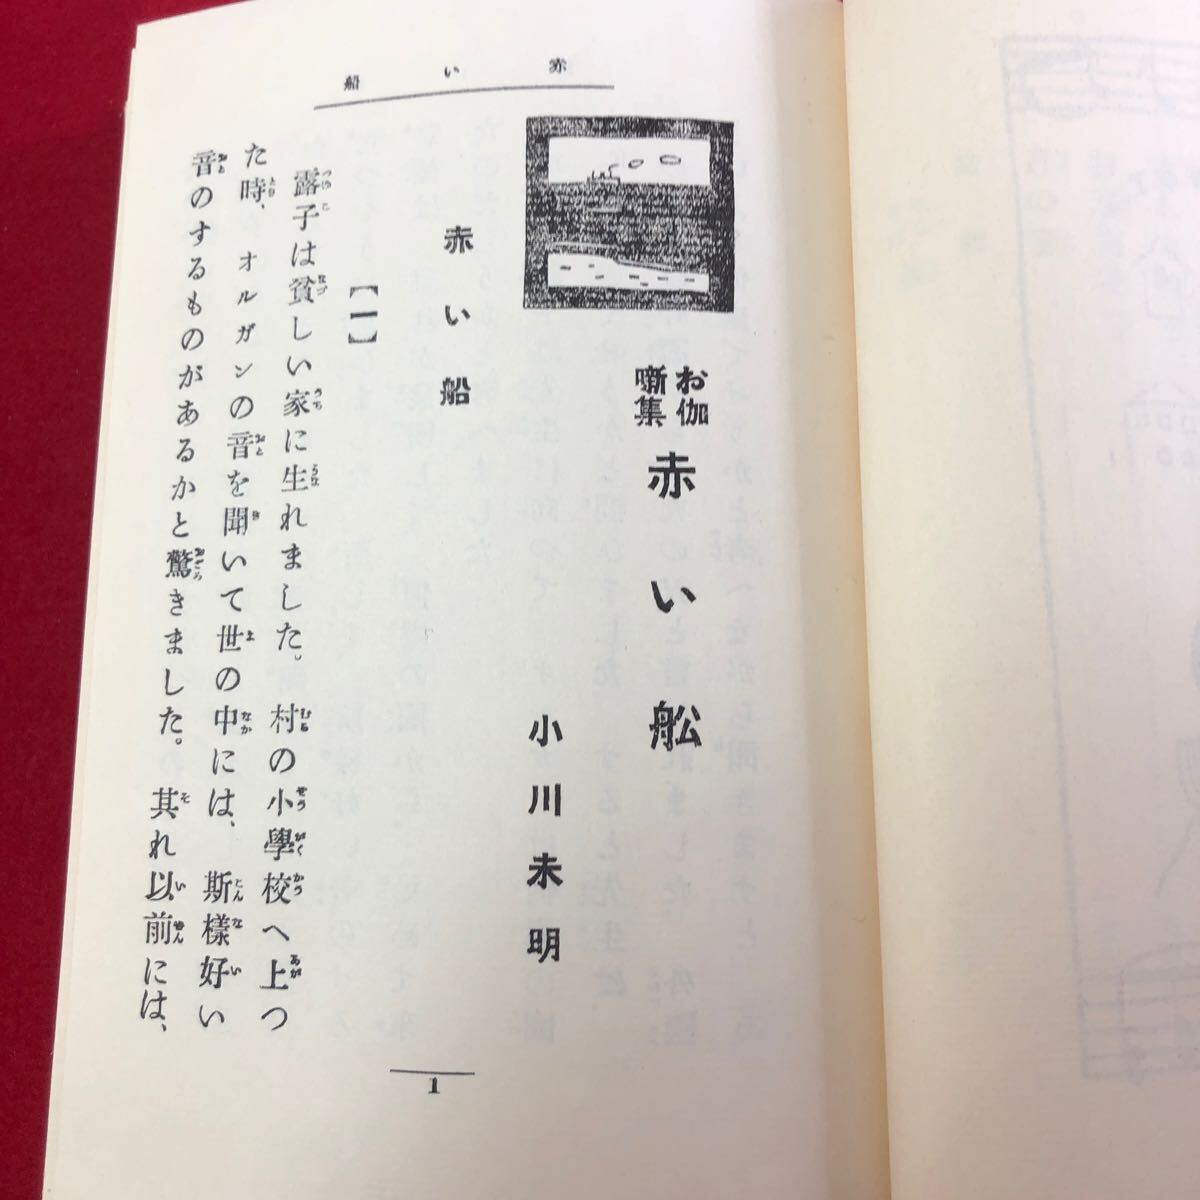 赤い船
お伽
噺集
赤い舩
小川未明
赤い船
【一】
露子は貧しい家に生れました。村の小學校へ上つ
た時、オルガンの音を聞いて世の中には、斯樣好い
音のするものがあるかと驚きました。其れ以前には、
1